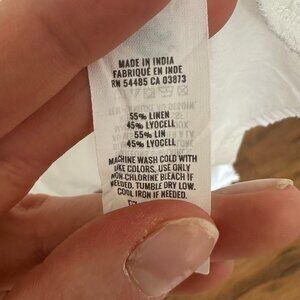 MADE IN INDIA
FABRIQUÉ EN INDE
RN 54485 CA 03873
55% LINEN
45% LYOCELL
55% LIN
45% LYOCELL
MACHINE WASH COLD WITH
LIKE COLORS, USE ONLY
NON-CHLORINE BLEACH IF
NEEDED. TUMBLE DRY LOW.
COOL IRON IF NEEDED.